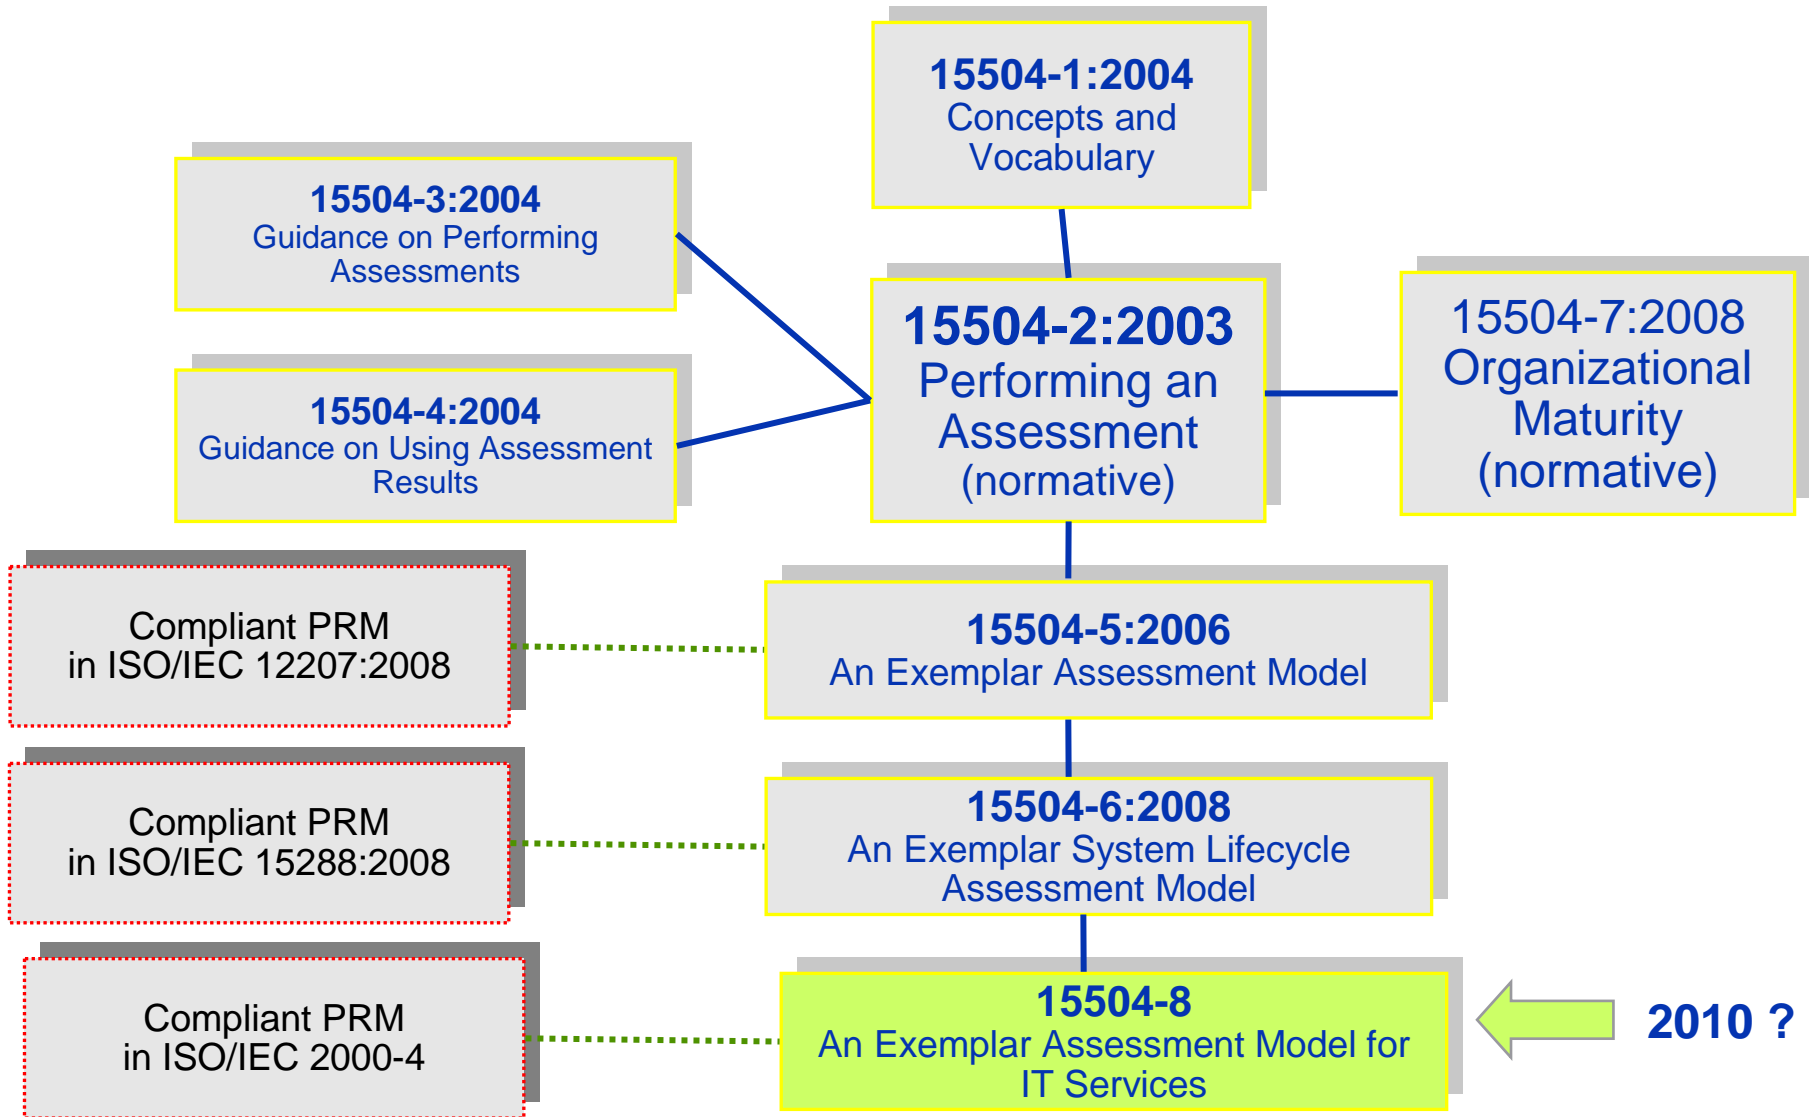 15504-1:2004
Concepts and
Vocabulary
15504-3:2004
Guidance on Performing
Assessments
15504-4:2004
Guidance on Using Assessment
Results
15504-2:2003
Performing an
Assessment
(normative)
15504-7:2008
Organizational
Maturity
(normative)
Compliant PRM
in ISO/IEC 12207:2008
15504-5:2006
An Exemplar Assessment Model
Compliant PRM
in ISO/IEC 15288:2008
15504-6:2008
An Exemplar System Lifecycle
Assessment Model
Compliant PRM
in ISO/IEC 2000-4
15504-8
An Exemplar Assessment Model for
IT Services
2010 ?